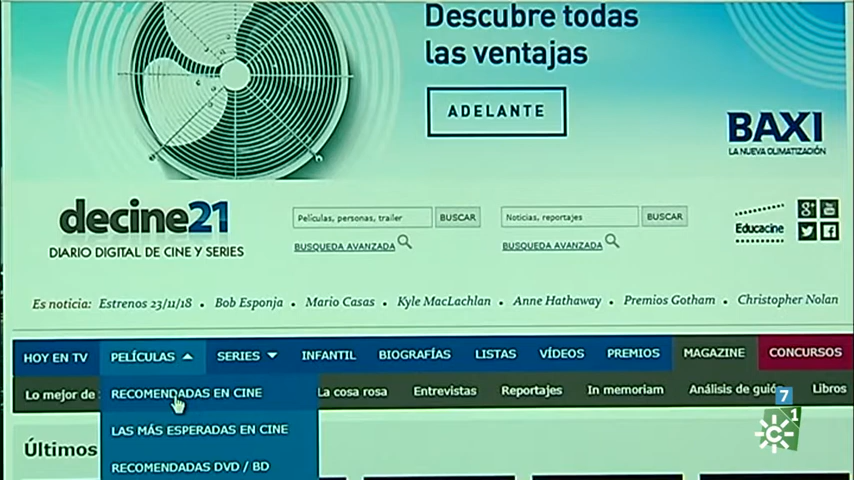 Descubre todas
las ventajas
ADELANTE
BAXI
LA NUEVA CLIMATIZACIÓN
decine21
DIARIO DIGITAL DE CINE Y SERIES
Películas, personas, trailer
BUSCAR
BUSQUEDA AVANZADA
Noticias, reportajes
BUSCAR
BUSQUEDA AVANZADA
Educacine
Es noticia: Estrenos 23/11/18 • Bob Esponja • Mario Casas • Kyle MacLachlan • Anne Hathaway • Premios Gotham • Christopher Nolan
HOY EN TV PELÍCULAS SERIES INFANTIL BIOGRAFÍAS LISTAS VÍDEOS PREMIOS MAGAZINE CONCURSOS
Lo mejor de La cosa rosa Entrevistas Reportajes In memoriam Análisis de guión Libros
RECOMENDADAS EN CINE
LAS MÁS ESPERADAS EN CINE
RECOMENDADAS DVD / BD
Últimos
7
1